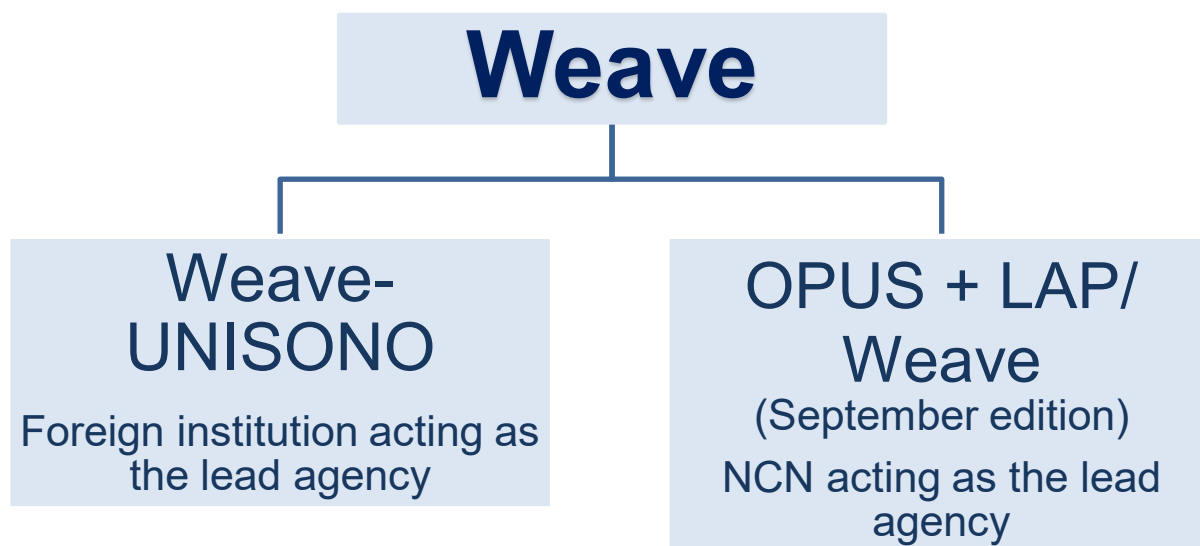 Weave
Weave-
UNISONO
Foreign institution acting as
the lead agency
OPUS + LAP/
Weave
(September edition)
NCN acting as the lead
agency